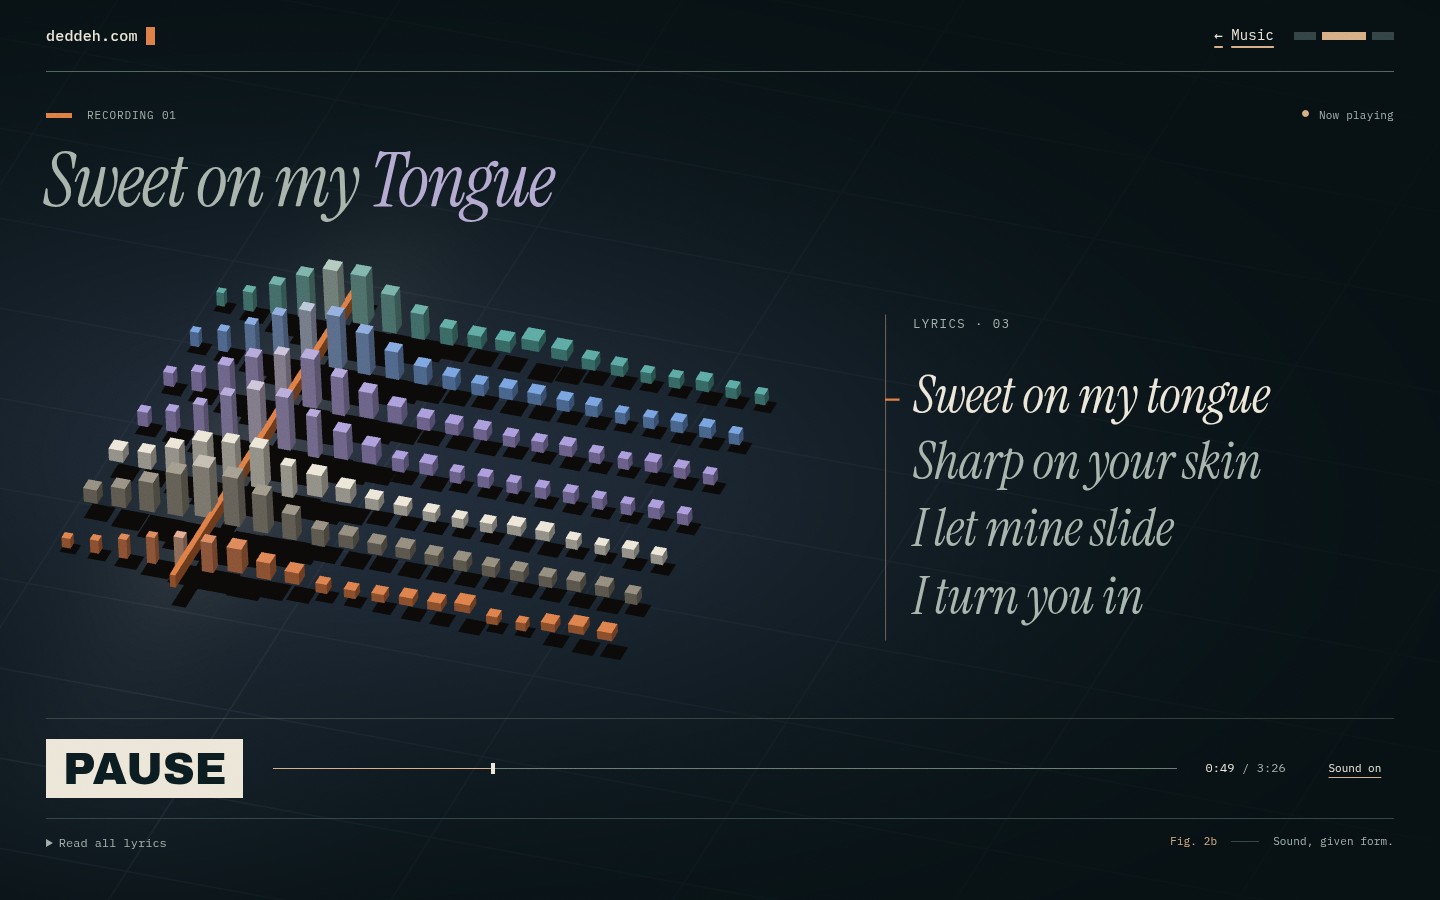 deddeh.com
← Music
RECORDING 01
Now playing
Sweet on my Tongue
LYRICS · 03
Sweet on my tongue
Sharp on your skin
I let mine slide
I turn you in
PAUSE
0:49 / 3:26
Sound on
Read all lyrics
Fig. 2b
Sound, given form.